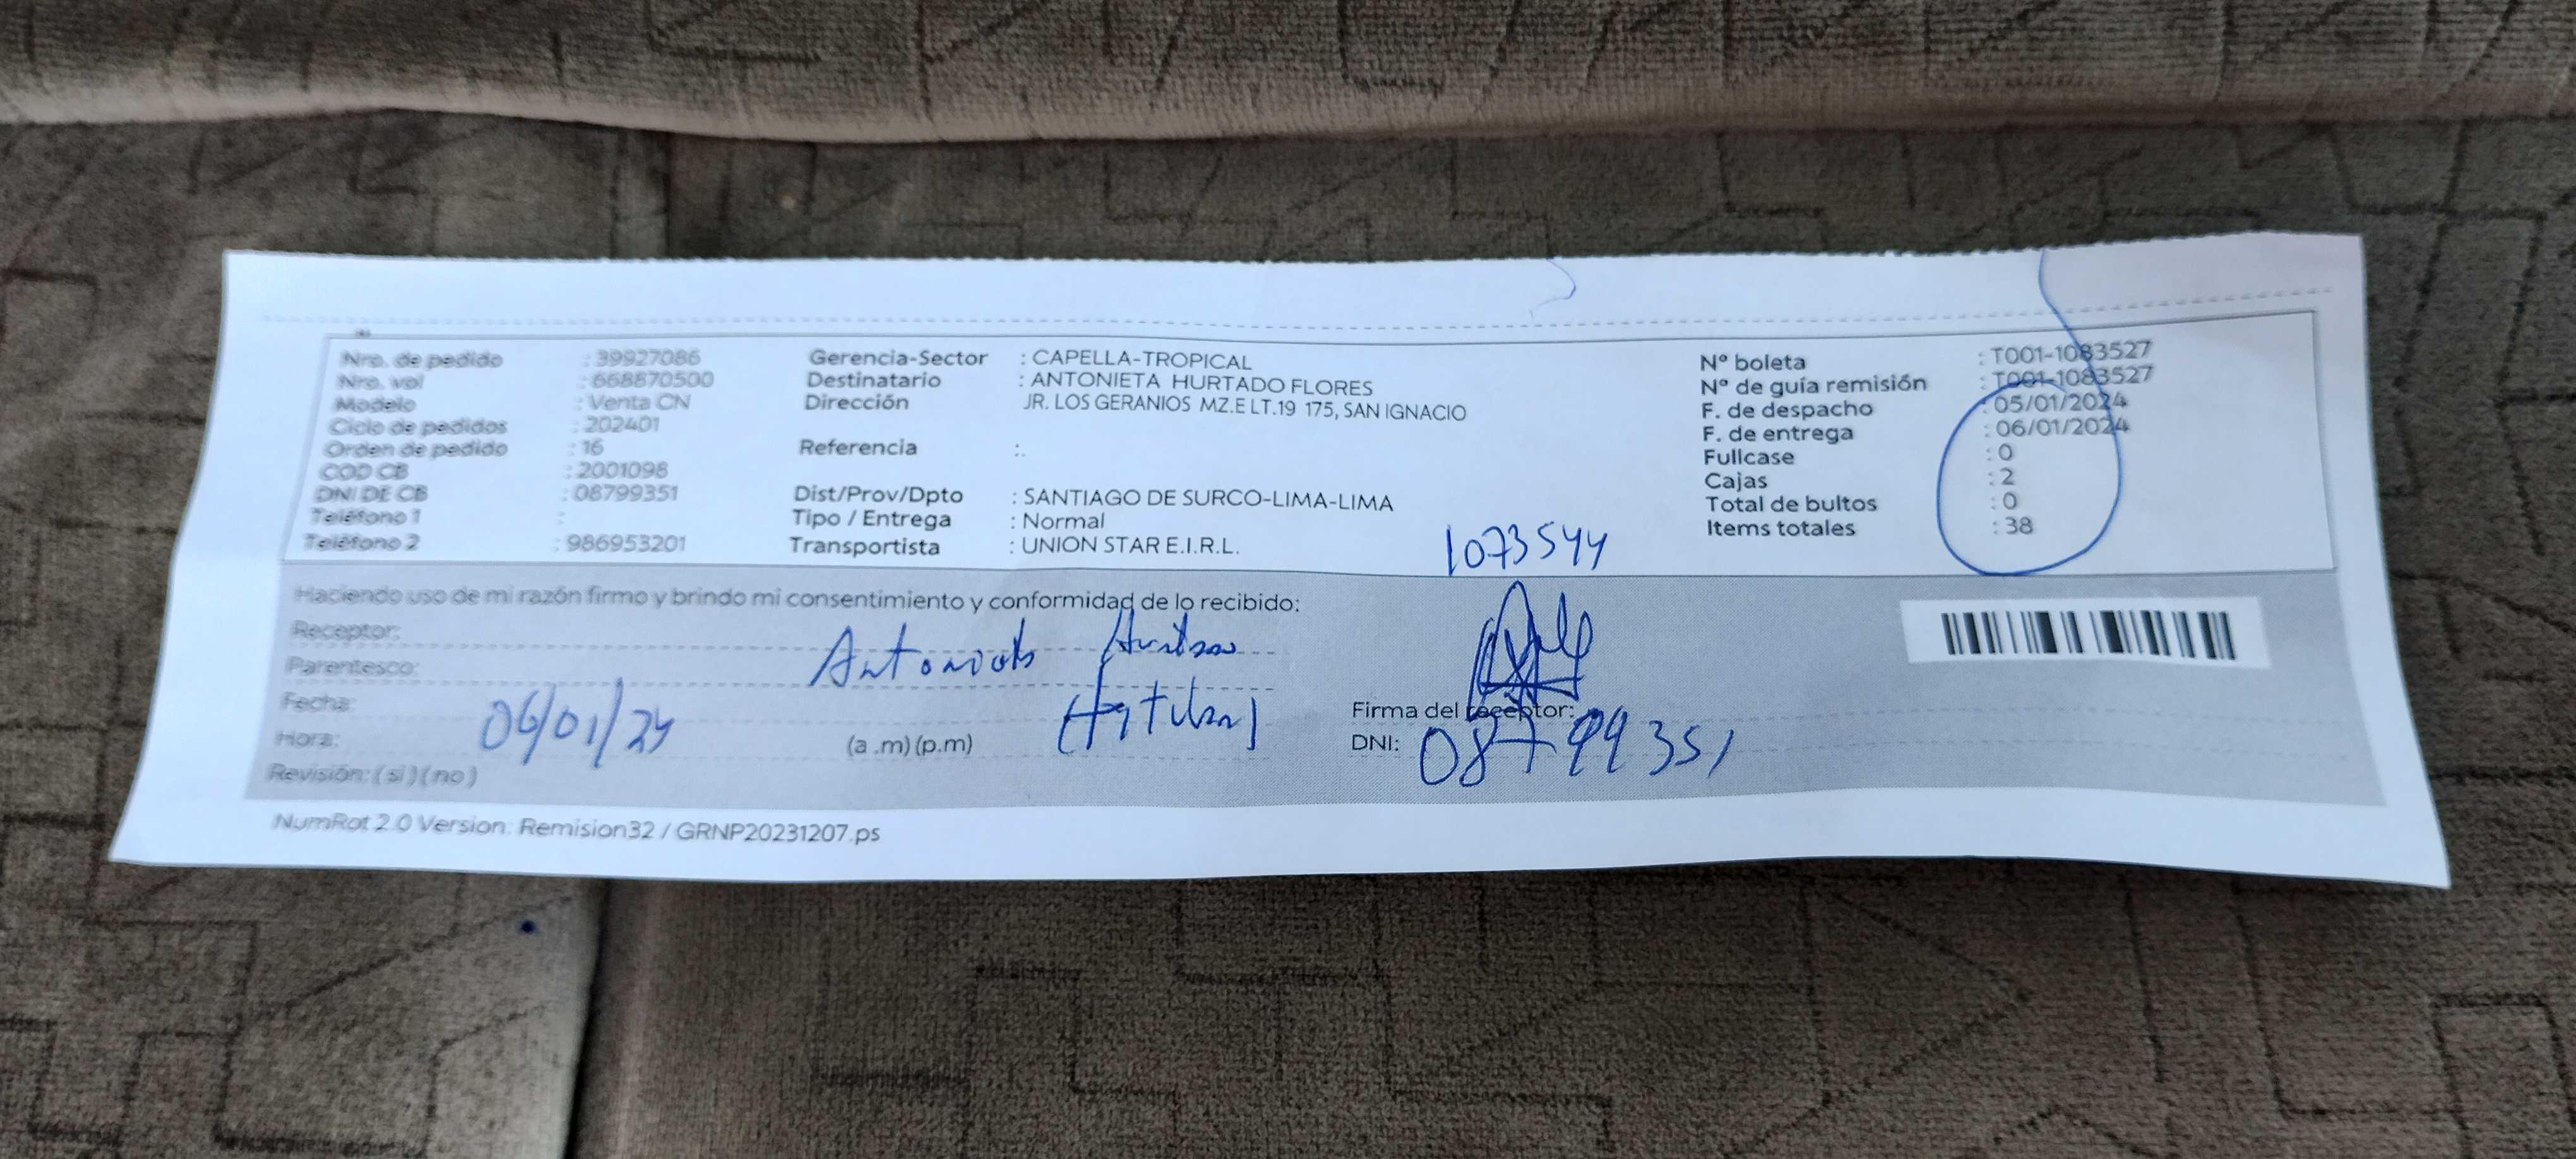 Nro. de pedido : 39927086
Nro. vol : 668870500
Modelo : Venta CN
Ciclo de pedidos : 202401
Orden de pedido : 16
COD CB : 2001098
DNI DE CB : 08799351
Teléfono 1 :
Teléfono 2 : 986953201
Gerencia-Sector : CAPELLA-TROPICAL
Destinatario : ANTONIETA HURTADO FLORES
Dirección JR. LOS GERANIOS MZ.E LT.19 175, SAN IGNACIO
Referencia :.
Dist/Prov/Dpto : SANTIAGO DE SURCO-LIMA-LIMA
Tipo / Entrega : Normal
Transportista : UNION STAR E.I.R.L.
Nº boleta : T001-1083527
Nº de guía remisión : T001-1083527
F. de despacho : 05/01/2024
F. de entrega : 06/01/2024
Fullcase : 0
Cajas : 2
Total de bultos : 0
Items totales : 38
1073544
Haciendo uso de mi razón firmo y brindo mi consentimiento y conformidad de lo recibido:
Receptor:
Parentesco:
Fecha: 06/01/24
Hora: (a .m) (p.m)
Revisión: ( si ) ( no )
Firma del receptor:
DNI: 08799351
NumRot 2.0 Version: Remision32 / GRNP20231207.ps